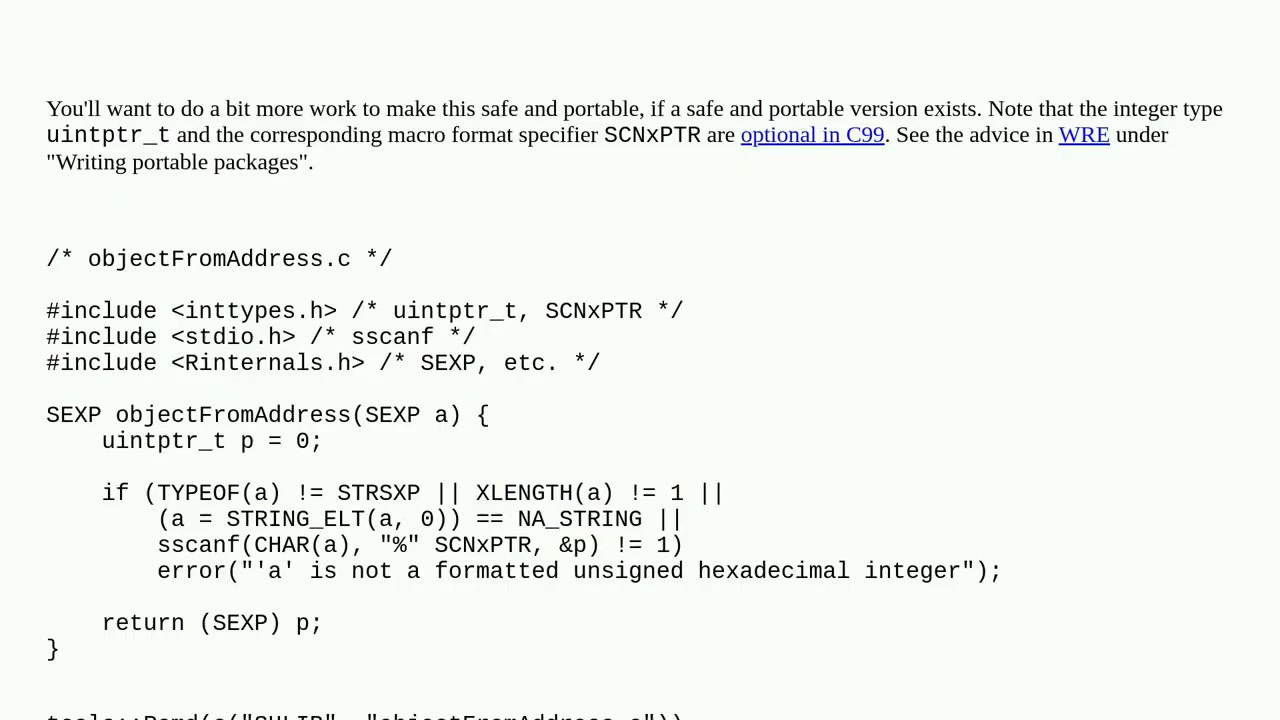 You'll want to do a bit more work to make this safe and portable, if a safe and portable version exists. Note that the integer type
uintptr_t and the corresponding macro format specifier SCNxPTR are optional in C99. See the advice in WRE under
"Writing portable packages".
/* objectFromAddress.c */
#include <inttypes.h> /* uintptr_t, SCNxPTR */
#include <stdio.h> /* sscanf */
#include <Rinternals.h> /* SEXP, etc. */
SEXP objectFromAddress(SEXP a) {
    uintptr_t p = 0;
    if (TYPEOF(a) != STRSXP || XLENGTH(a) != 1 ||
        (a = STRING_ELT(a, 0)) == NA_STRING ||
        sscanf(CHAR(a), "%" SCNxPTR, &p) != 1)
        error("'a' is not a formatted unsigned hexadecimal integer");
    return (SEXP) p;
}
tools::Rcmd(c("SHLIB", "objectFromAddress.c"))